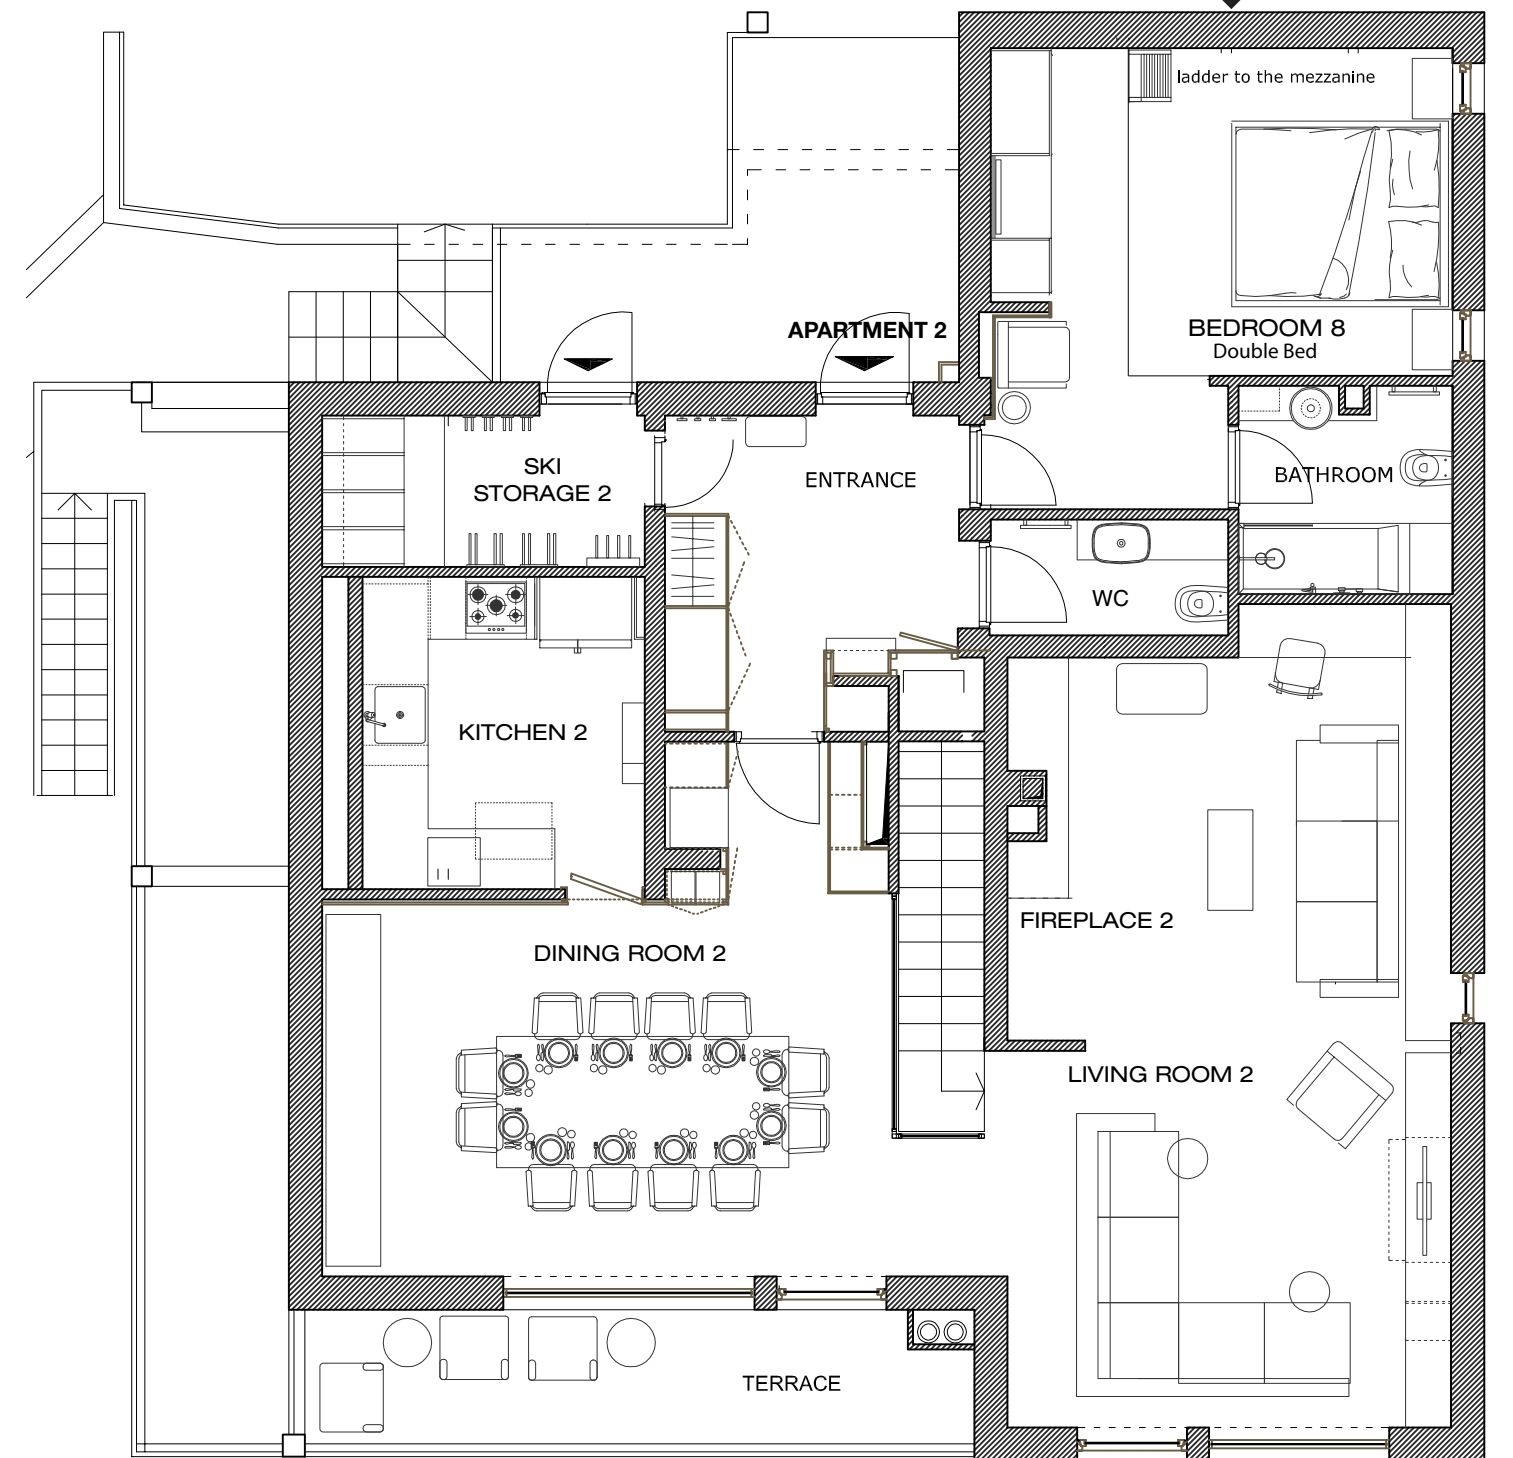 ladder to the mezzanine
APARTMENT 2
BEDROOM 8
Double Bed
SKI
STORAGE 2
ENTRANCE
BATHROOM
WC
KITCHEN 2
FIREPLACE 2
DINING ROOM 2
LIVING ROOM 2
TERRACE